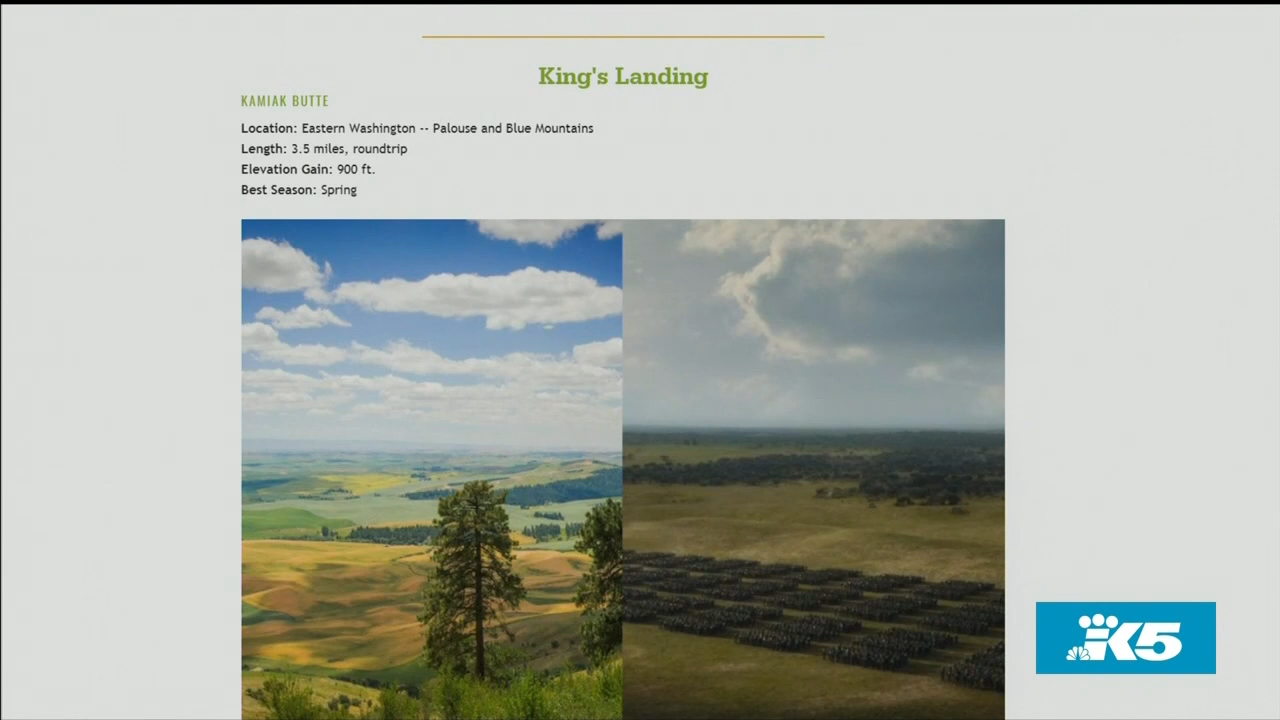 King's Landing
KAMIAK BUTTE
Location: Eastern Washington -- Palouse and Blue Mountains
Length: 3.5 miles, roundtrip
Elevation Gain: 900 ft.
Best Season: Spring
K5